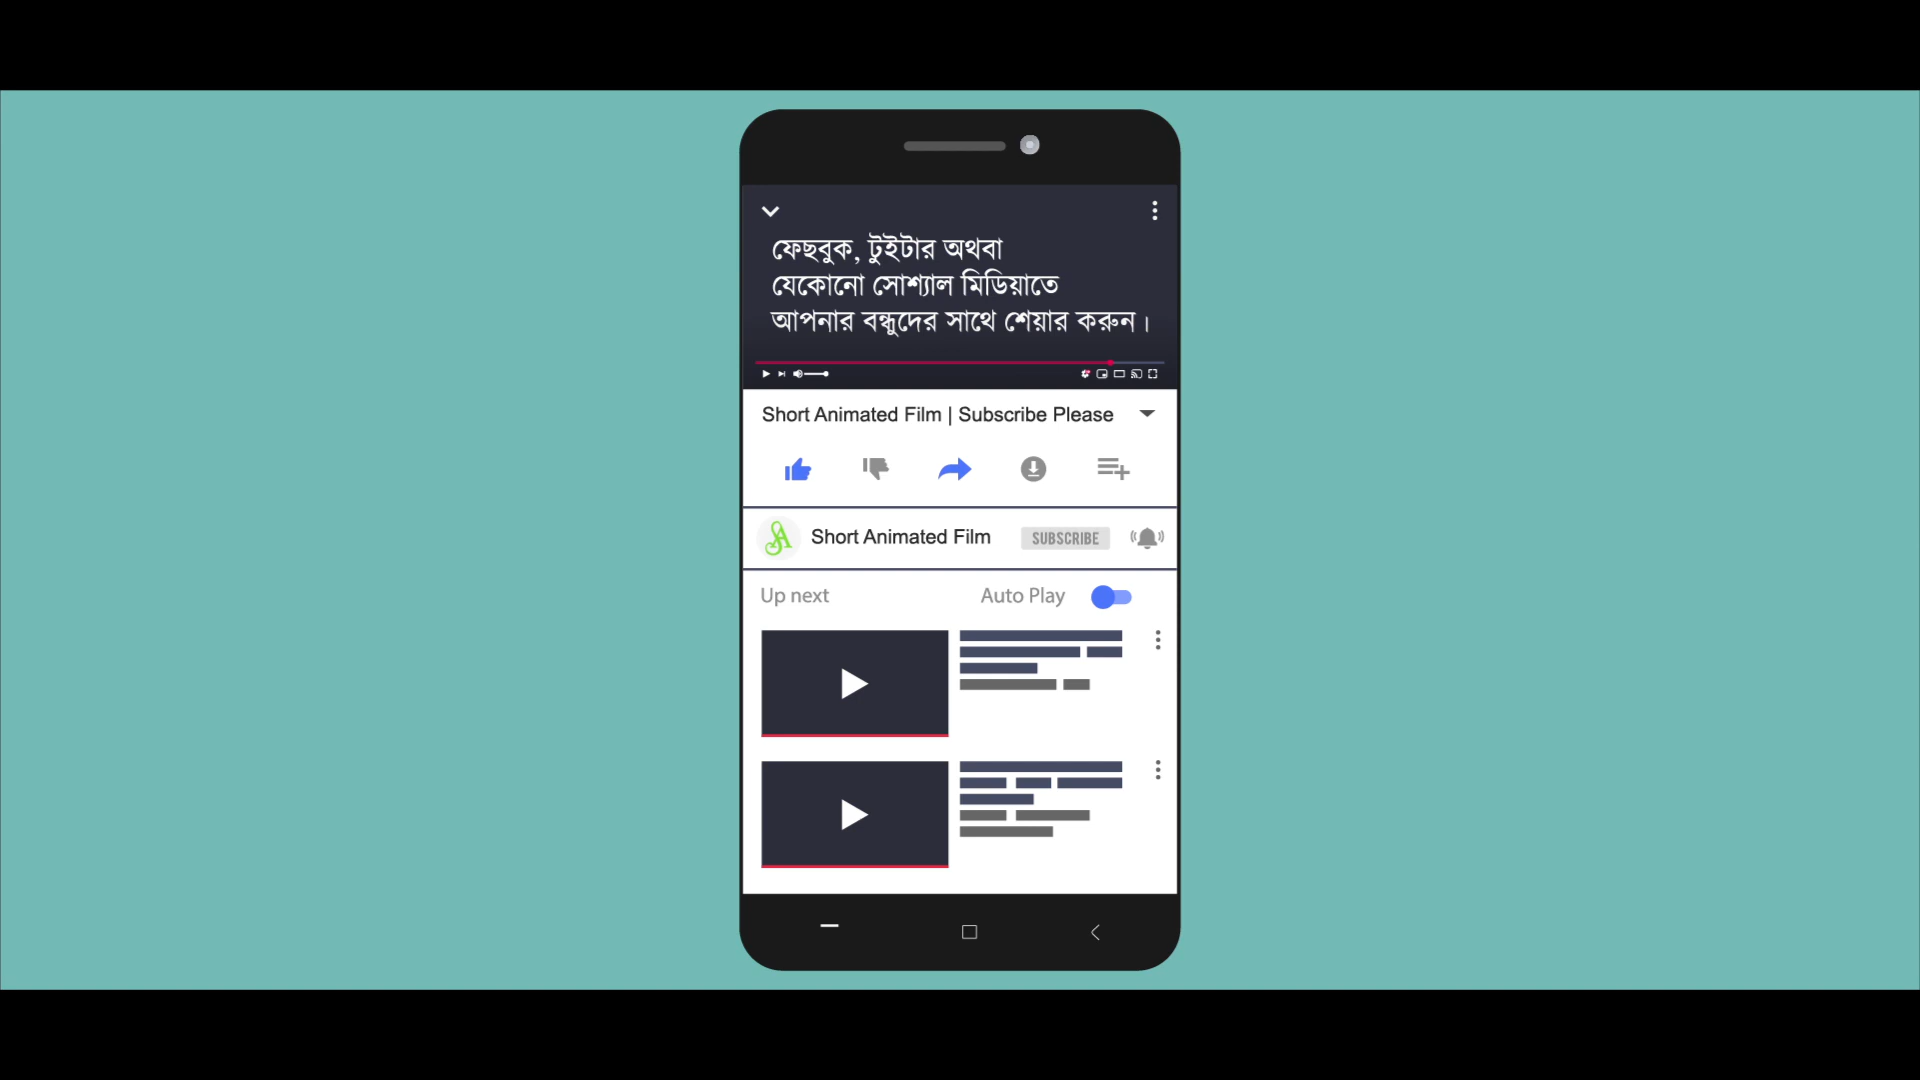 ফেছবুক, টুইটার অথবা
যেকোনো সোশ্যাল মিডিয়াতে
আপনার বন্ধুদের সাথে শেয়ার করুন।
Short Animated Film | Subscribe Please
Short Animated Film SUBSCRIBE
Up next Auto Play